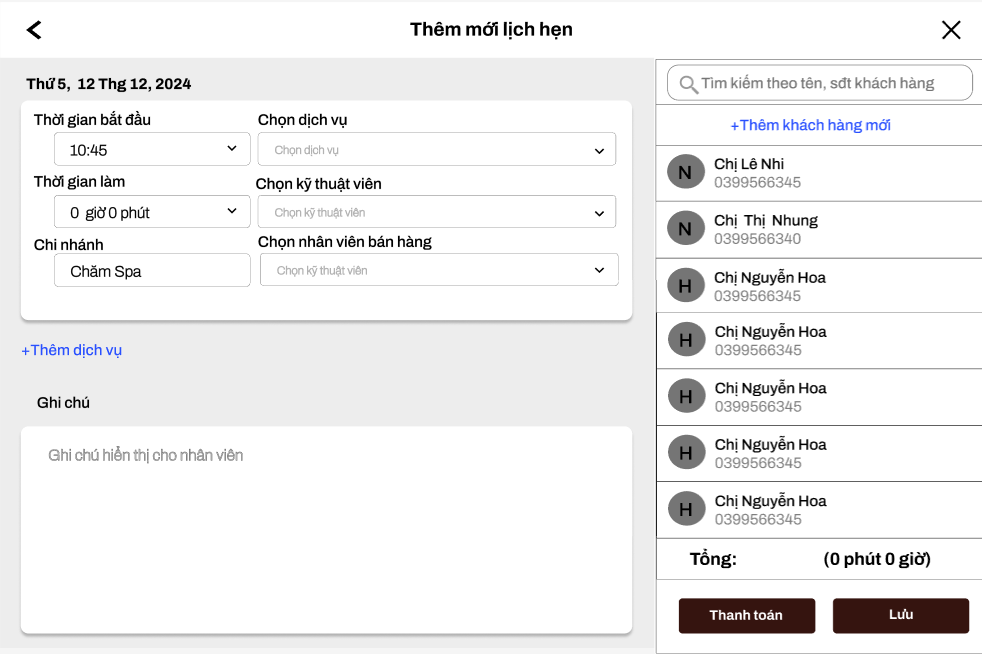 Thêm mới lịch hẹn
Thứ 5, 12 Thg 12, 2024
Thời gian bắt đầu
10:45
Thời gian làm
0 giờ 0 phút
Chi nhánh
Chăm Spa
Chọn dịch vụ
Chọn dịch vụ
Chọn kỹ thuật viên
Chọn kỹ thuật viên
Chọn nhân viên bán hàng
Chọn kỹ thuật viên
+Thêm dịch vụ
Ghi chú
Ghi chú hiển thị cho nhân viên
Tìm kiếm theo tên, sđt khách hàng
+Thêm khách hàng mới
N
Chị Lê Nhi
0399566345
N
Chị Thị Nhung
0399566340
H
Chị Nguyễn Hoa
0399566345
H
Chị Nguyễn Hoa
0399566345
H
Chị Nguyễn Hoa
0399566345
H
Chị Nguyễn Hoa
0399566345
H
Chị Nguyễn Hoa
0399566345
Tổng: (0 phút 0 giờ)
Thanh toán
Lưu